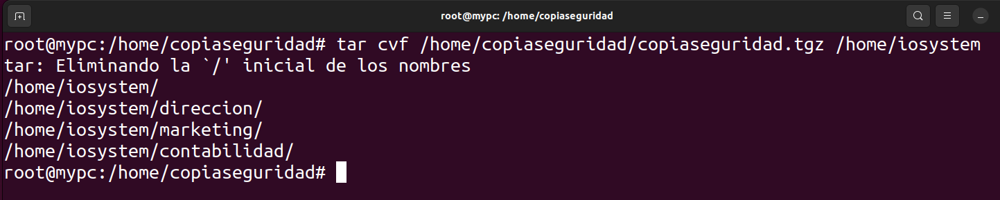 root@mypc: /home/copiaseguridad
root@mypc:/home/copiaseguridad# tar cvf /home/copiaseguridad/copiaseguridad.tgz /home/iosystem
tar: Eliminando la `/' inicial de los nombres
/home/iosystem/
/home/iosystem/direccion/
/home/iosystem/marketing/
/home/iosystem/contabilidad/
root@mypc:/home/copiaseguridad#